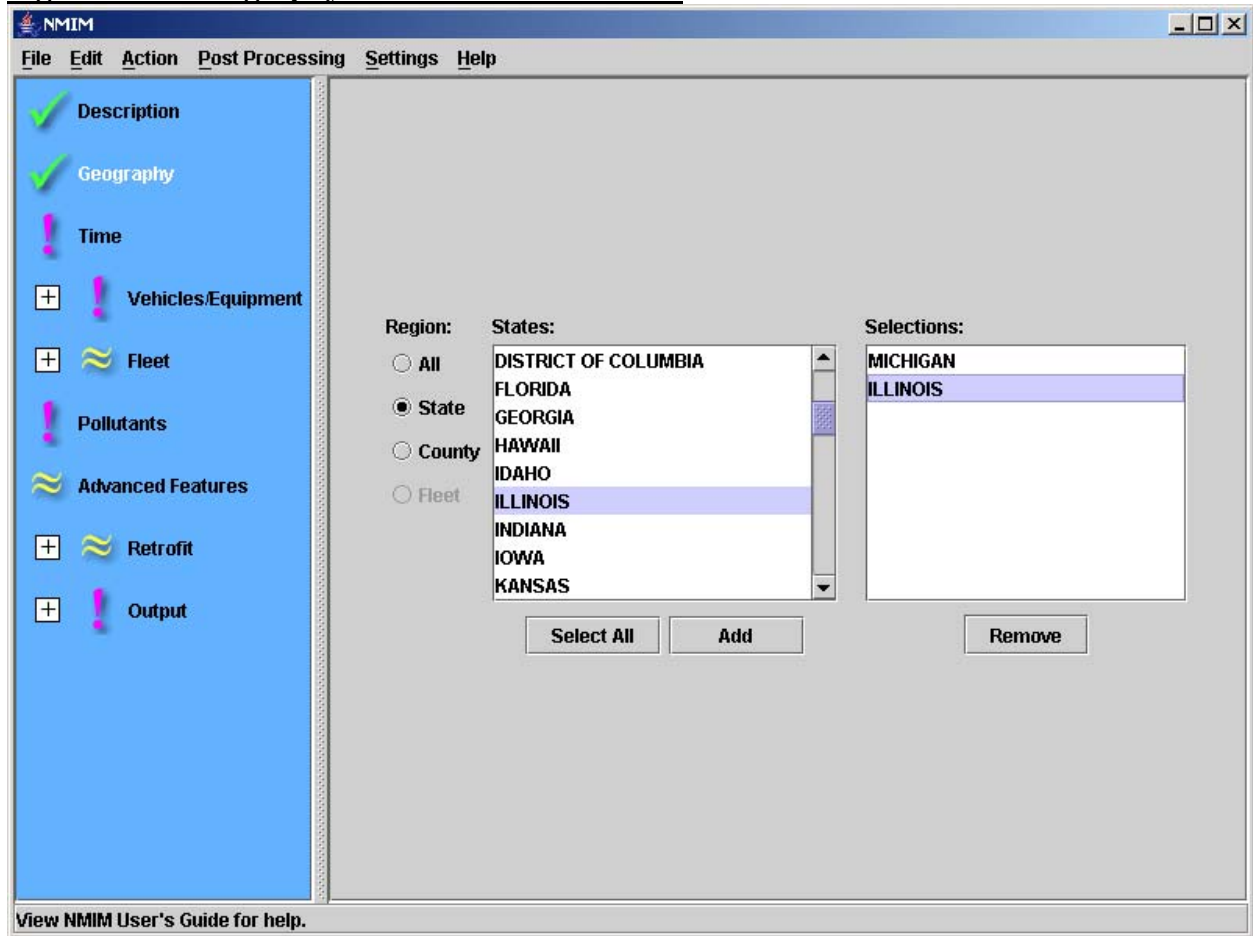 NMIM
File Edit Action Post Processing Settings Help
Description
Geography
Time
Vehicles/Equipment
Fleet
Pollutants
Advanced Features
Retrofit
Output
Region:
All
State
County
Fleet
States:
DISTRICT OF COLUMBIA
FLORIDA
GEORGIA
HAWAII
IDAHO
ILLINOIS
INDIANA
IOWA
KANSAS
Select All
Add
Selections:
MICHIGAN
ILLINOIS
Remove
View NMIM User's Guide for help.